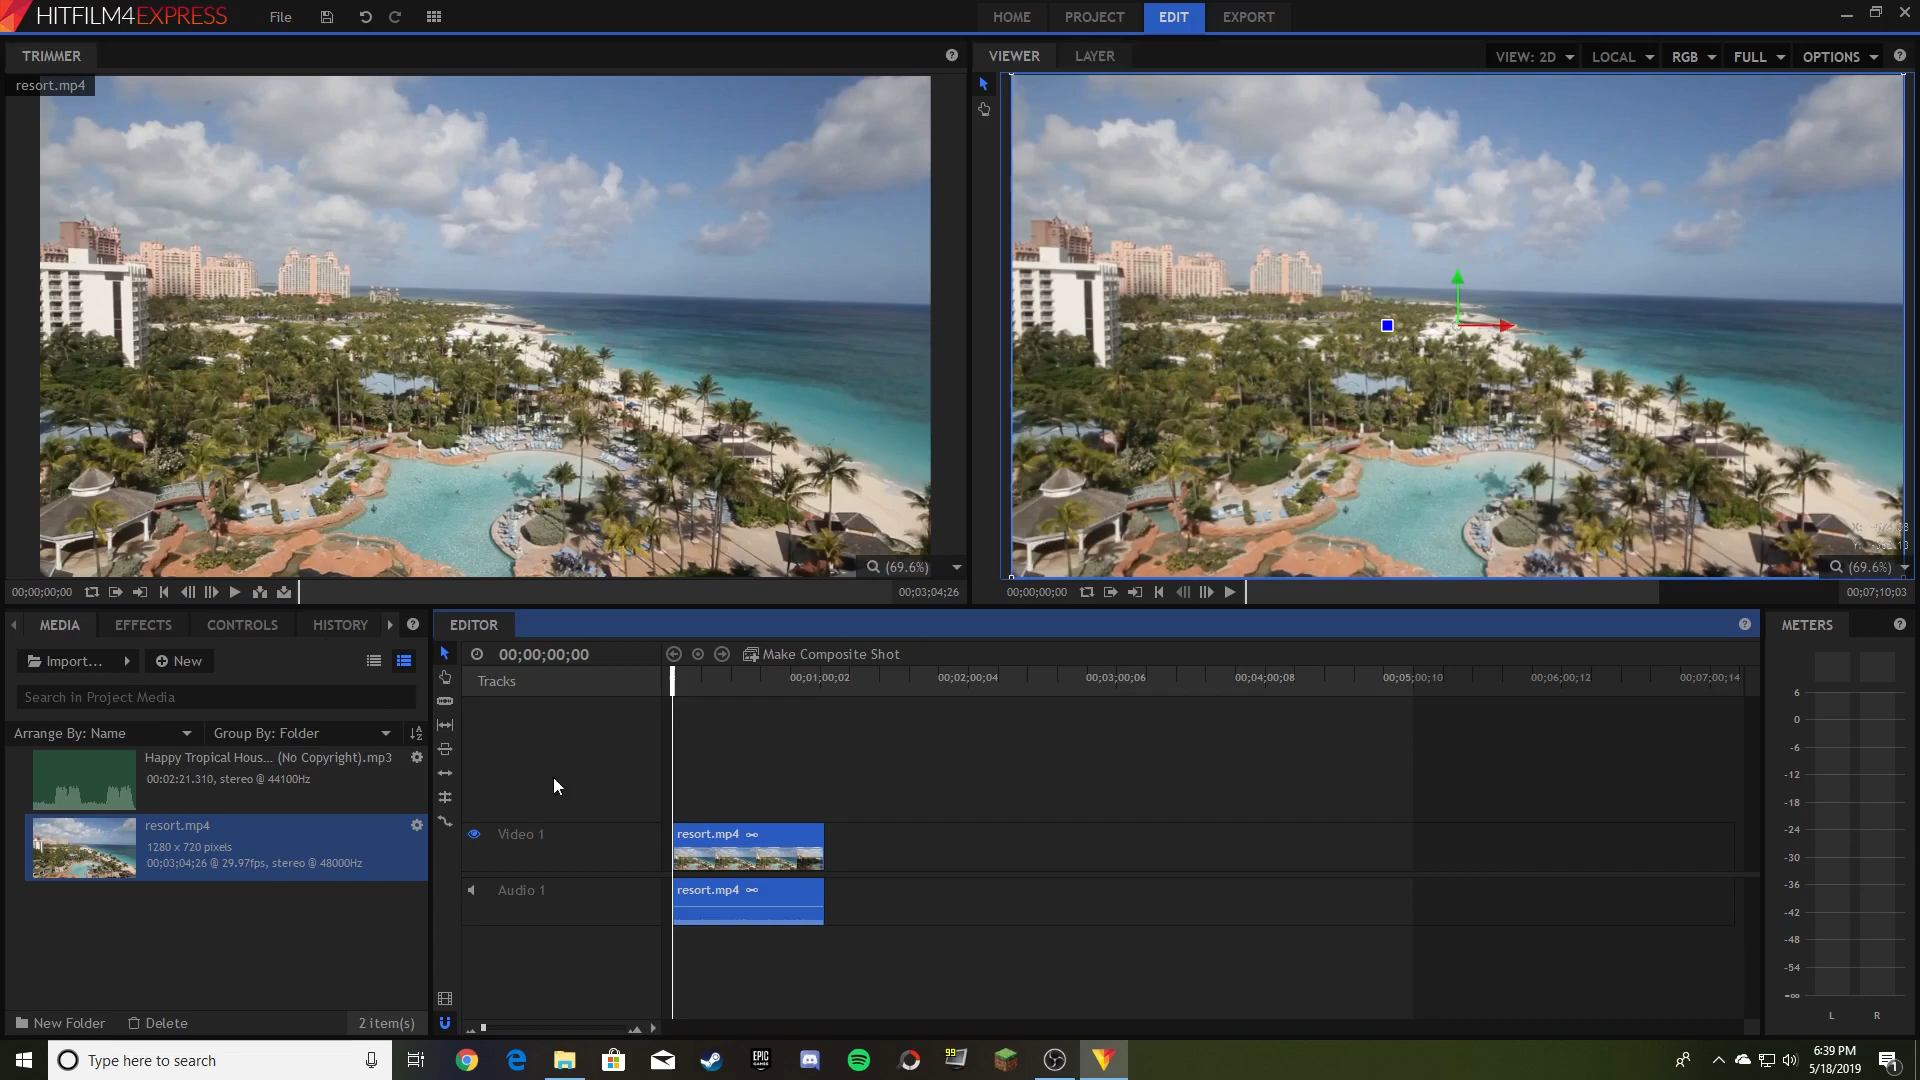 HITFILM4EXPRESS
File
HOME
PROJECT
EDIT
EXPORT
TRIMMER
resort.mp4
(69.6%)
00;00;00;00
00;03;04;26
VIEWER
LAYER
VIEW: 2D
LOCAL
RGB
FULL
OPTIONS
(69.6%)
00;00;00;00
00;07;10;03
MEDIA
EFFECTS
CONTROLS
HISTORY
Import...
New
Search in Project Media
Arrange By: Name
Group By: Folder
Happy Tropical Hous... (No Copyright).mp3
00:02:21.310, stereo @ 44100Hz
resort.mp4
1280 x 720 pixels
00;03;04;26 @ 29.97fps, stereo @ 48000Hz
New Folder
Delete
2 item(s)
EDITOR
00;00;00;00
Make Composite Shot
Tracks
00;01;00;02
00;02;00;04
00;03;00;06
00;04;00;08
00;05;00;10
00;06;00;12
00;07;00;14
Video 1
resort.mp4
Audio 1
resort.mp4
METERS
6
0
-6
-12
-18
-24
-30
-36
-42
-48
-54
-∞
L
R
Type here to search
EPIC
GAMES
99
6:39 PM
5/18/2019
1